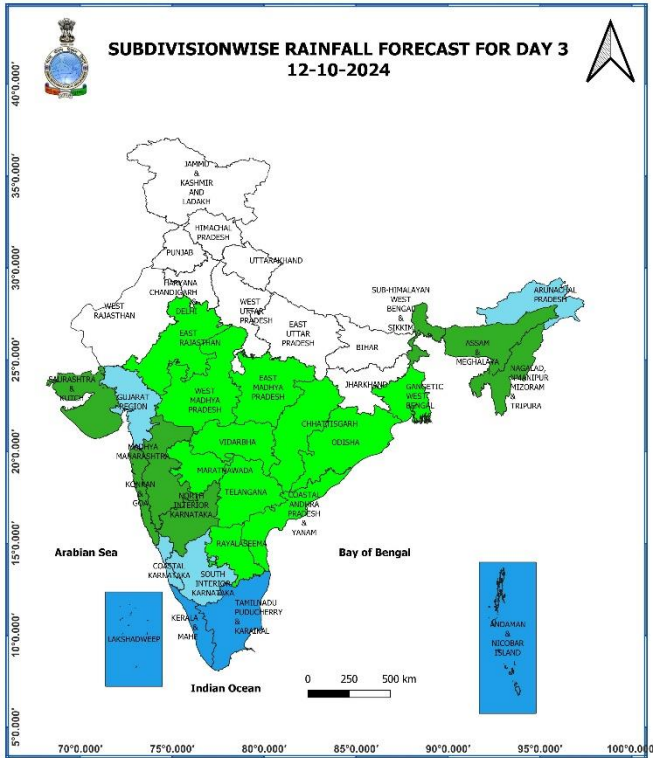 SUBDIVISIONWISE RAINFALL FORECAST FOR DAY 3
12-10-2024
40°0.000'
35°0.000'
30°0.000'
25°0.000'
20°0.000'
15°0.000'
10°0.000'
5°0.000'
JAMMU
&
KASHMIR
AND
LADAKH
HIMACHAL
PRADESH
PUNJAB
UTTARAKHAND
HARYANA
CHANDIGARH
DELHI
WEST
RAJASTHAN
WEST
UTTAR
PRADESH
EAST
UTTAR
PRADESH
BIHAR
SUB-HIMALAYAN
WEST
BENGAL
&
SIKKIM
ARUNACHAL
PRADESH
ASSAM
&
MEGHALAYA
NAGALAD,
MANIPUR
MIZORAM
&
TRIPURA
EAST
RAJASTHAN
SAURASHTRA
&
KUTCH
GUJARAT
REGION
WEST
MADHYA
PRADESH
EAST
MADHYA
PRADESH
JHARKHAND
GANGETIC
WEST
BENGAL
CHHATTISGARH
ODISHA
VIDARBHA
MADHYA
MAHARASHTRA
MARATHAWADA
KONKAN
&
GOA
NORTH
INTERIOR
KARNATAKA
TELANGANA
COASTAL
ANDHRA
PRADESH
&
YANAM
RAYALASEEMA
Arabian Sea
Bay of Bengal
COASTAL
KARNATAKA
SOUTH
INTERIOR
KARNATAKA
TAMILNADU
PUDUCHERRY
&
KARAIKAL
KERALA
&
MAHE
LAKSHADWEEP
ANDAMAN
&
NICOBAR
ISLAND
Indian Ocean
0 250 500 km
70°0.000' 75°0.000' 80°0.000' 85°0.000' 90°0.000' 95°0.000' 100°0.000'